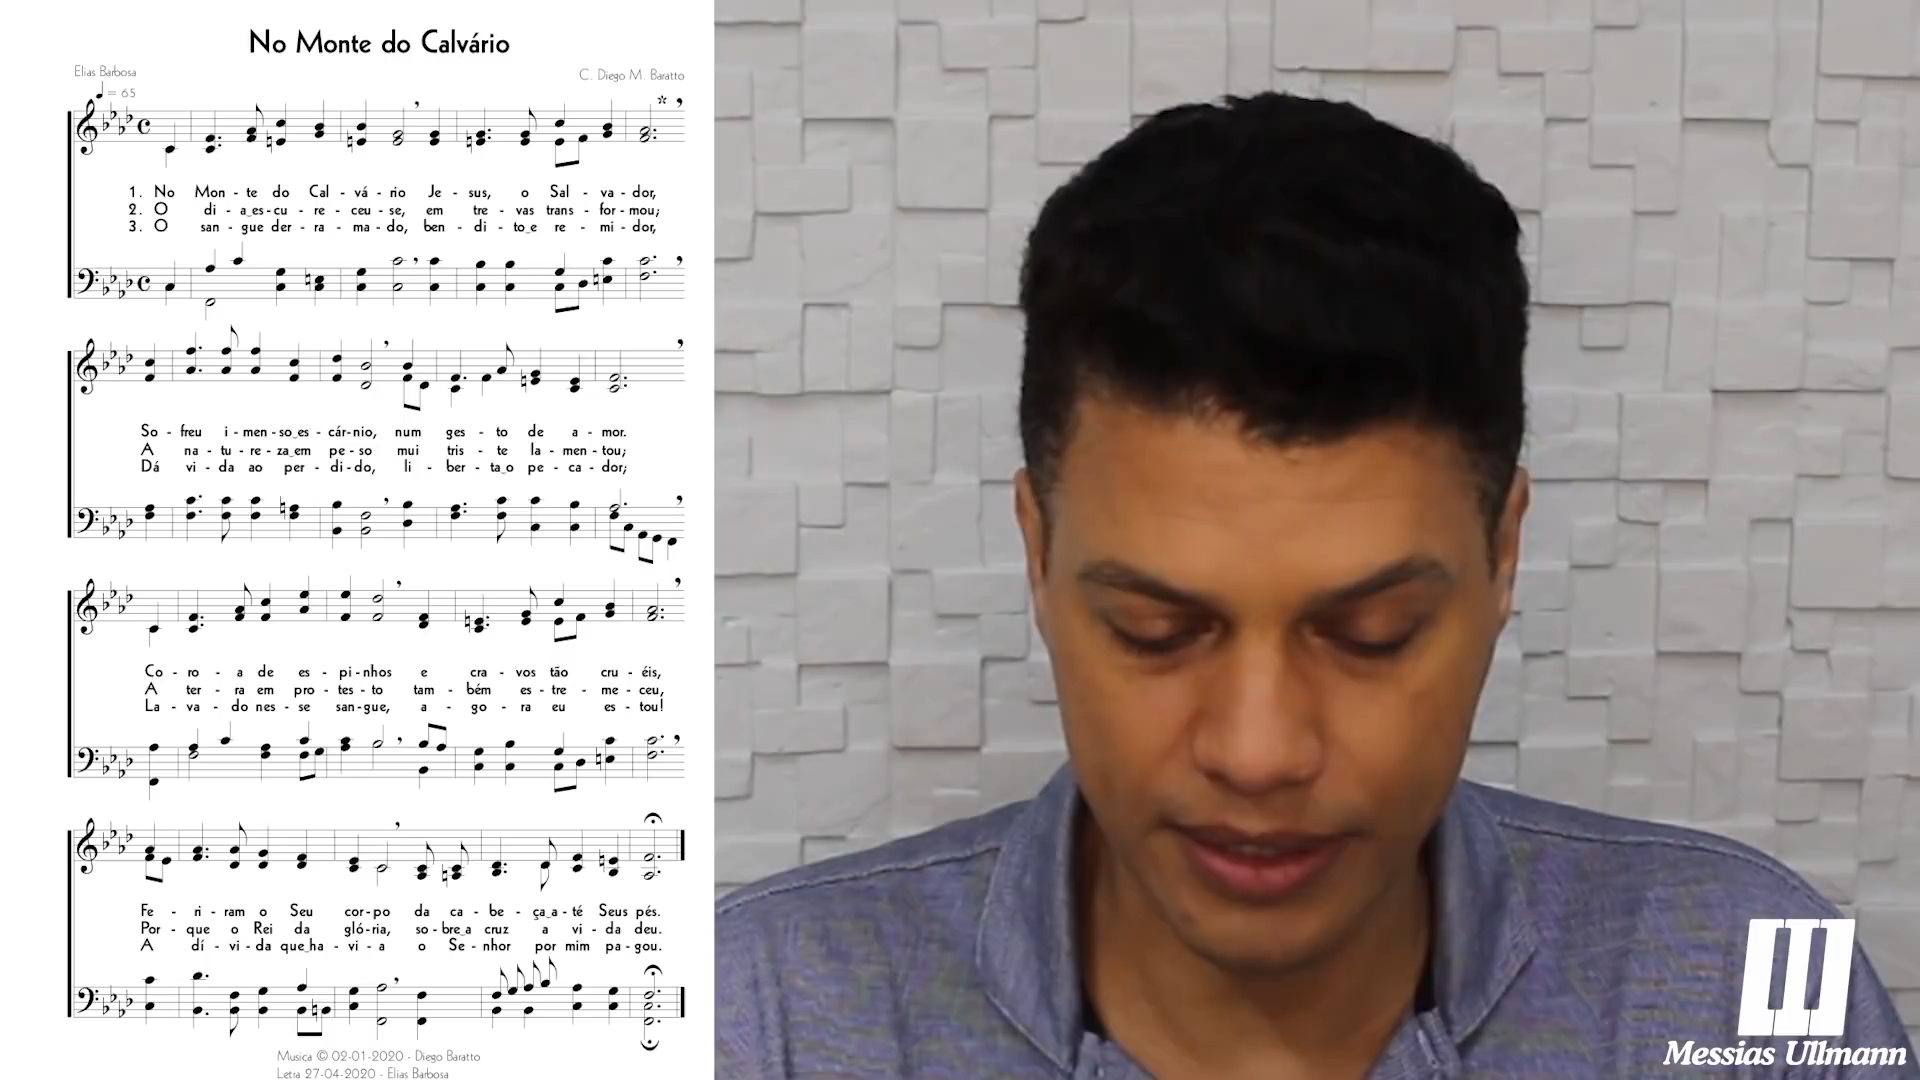 No Monte do Calvário
Elias Barbosa
C. Diego M. Baratto
= 65
1. No Mon - te do Cal - vá - rio Je - sus, o Sal - va - dor,
2. O di - a_es - cu - re - ceu - se, em tre - vas trans - for - mou;
3. O san - gue der - ra - ma - do, ben - di - to_e re - mi - dor,
So - freu i - men - so_es - cár - nio, num ges - to de a - mor.
A na - tu - re - za_em pe - so mui tris - te la - men - tou;
Dá vi - da ao per - di - do, li - ber - ta_o pe - ca - dor;
Co - ro - a de es - pi - nhos e cra - vos tão cru - éis,
A ter - ra em pro - tes - to tam - bém es - tre - me - ceu,
La - va - do nes - se san - gue, a - go - ra eu es - tou!
Fe - ri - ram o Seu cor - po da ca - be - ça_a - té Seus pés.
Por - que o Rei da gló - ria, so - bre_a cruz a vi - da deu.
A dí - vi - da que_ha - vi - a o Se - nhor por mim pa - gou.
Musica © 02-01-2020 - Diego Baratto
Letra 27-04-2020 - Elias Barbosa
Messias Ullmann